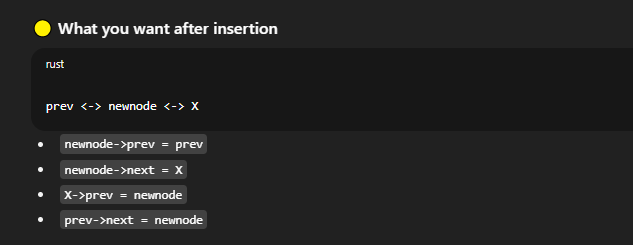 What you want after insertion
rust
prev <-> newnode <-> X
newnode->prev = prev
newnode->next = X
X->prev = newnode
prev->next = newnode